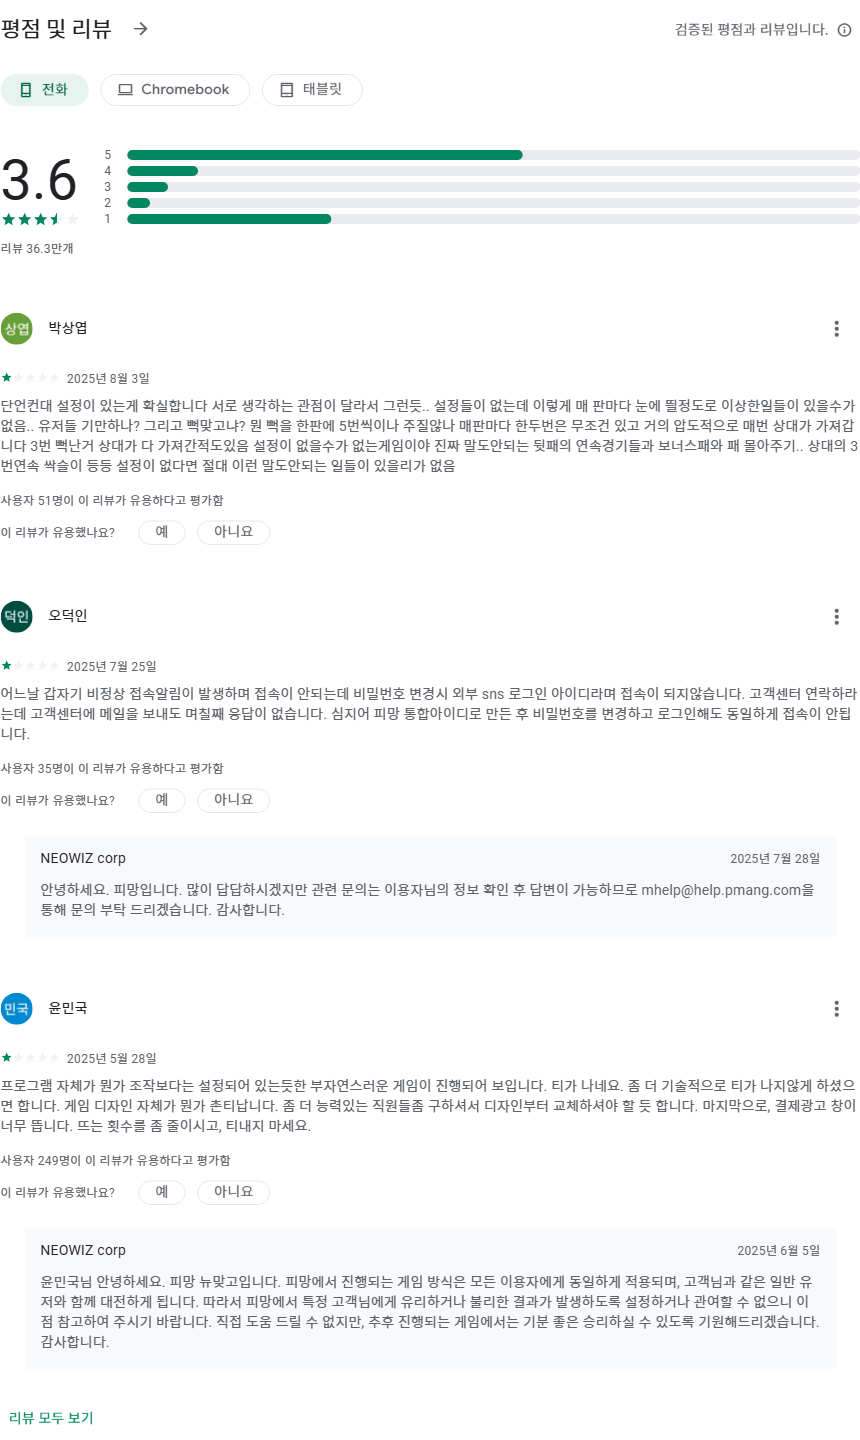 평점 및 리뷰
검증된 평점과 리뷰입니다.
전화
Chromebook
태블릿
3.6
5
4
3
2
1
리뷰 36.3만개
상엽
박상엽
2025년 8월 3일
단언컨대 설정이 있는게 확실합니다 서로 생각하는 관점이 달라서 그런듯.. 설정들이 없는데 이렇게 매 판마다 눈에 띌정도로 이상한일들이 있을수가
없음.. 유저들 기만하나? 그리고 뻑맞고냐? 뭔 뻑을 한판에 5번씩이나 주질않나 매판마다 한두번은 무조건 있고 거의 압도적으로 매번 상대가 가져갑
니다 3번 뻑난거 상대가 다 가져간적도있음 설정이 없을수가 없는게임이야 진짜 말도안되는 뒷패의 연속경기들과 보너스패와 패 몰아주기.. 상대의 3
번연속 싹슬이 등등 설정이 없다면 절대 이런 말도안되는 일들이 있을리가 없음
사용자 51명이 이 리뷰가 유용하다고 평가함
이 리뷰가 유용했나요?
예
아니요
덕인
오덕인
2025년 7월 25일
어느날 갑자기 비정상 접속알림이 발생하며 접속이 안되는데 비밀번호 변경시 외부 sns 로그인 아이디라며 접속이 되지않습니다. 고객센터 연락하라
는데 고객센터에 메일을 보내도 며칠째 응답이 없습니다. 심지어 피망 통합아이디로 만든 후 비밀번호를 변경하고 로그인해도 동일하게 접속이 안됩
니다.
사용자 35명이 이 리뷰가 유용하다고 평가함
이 리뷰가 유용했나요?
예
아니요
NEOWIZ corp
2025년 7월 28일
안녕하세요. 피망입니다. 많이 답답하시겠지만 관련 문의는 이용자님의 정보 확인 후 답변이 가능하므로 mhelp@help.pmang.com을
통해 문의 부탁 드리겠습니다. 감사합니다.
민국
윤민국
2025년 5월 28일
프로그램 자체가 뭔가 조작보다는 설정되어 있는듯한 부자연스러운 게임이 진행되어 보입니다. 티가 나네요. 좀 더 기술적으로 티가 나지않게 하셨으
면 합니다. 게임 디자인 자체가 뭔가 촌티납니다. 좀 더 능력있는 직원들좀 구하셔서 디자인부터 교체하셔야 할 듯 합니다. 마지막으로, 결제광고 창이
너무 뜹니다. 뜨는 횟수를 좀 줄이시고, 티내지 마세요.
사용자 249명이 이 리뷰가 유용하다고 평가함
이 리뷰가 유용했나요?
예
아니요
NEOWIZ corp
2025년 6월 5일
윤민국님 안녕하세요. 피망 뉴맞고입니다. 피망에서 진행되는 게임 방식은 모든 이용자에게 동일하게 적용되며, 고객님과 같은 일반 유
저와 함께 대전하게 됩니다. 따라서 피망에서 특정 고객님에게 유리하거나 불리한 결과가 발생하도록 설정하거나 관여할 수 없으니 이
점 참고하여 주시기 바랍니다. 직접 도움 드릴 수 없지만, 추후 진행되는 게임에서는 기분 좋은 승리하실 수 있도록 기원해드리겠습니다.
감사합니다.
리뷰 모두 보기